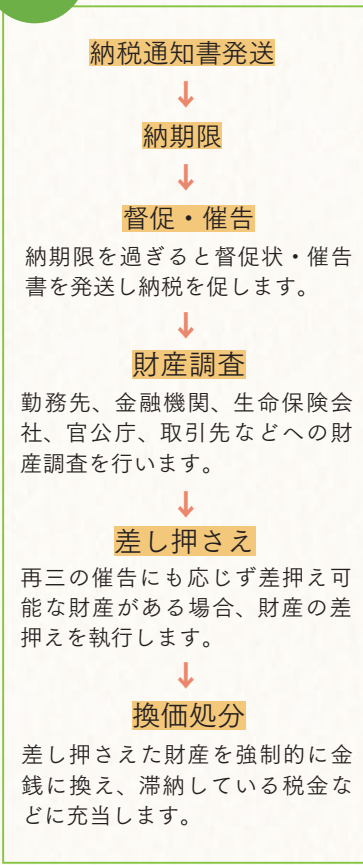 納税通知書発送
↓
納期限
↓
督促・催告
納期限を過ぎると督促状・催告
書を発送し納税を促します。
↓
財産調査
勤務先、金融機関、生命保険会
社、官公庁、取引先などへの財
産調査を行います。
↓
差し押さえ
再三の催告にも応じず差押え可
能な財産がある場合、財産の差
押えを執行します。
↓
換価処分
差し押さえた財産を強制的に金
銭に換え、滞納している税金な
どに充当します。